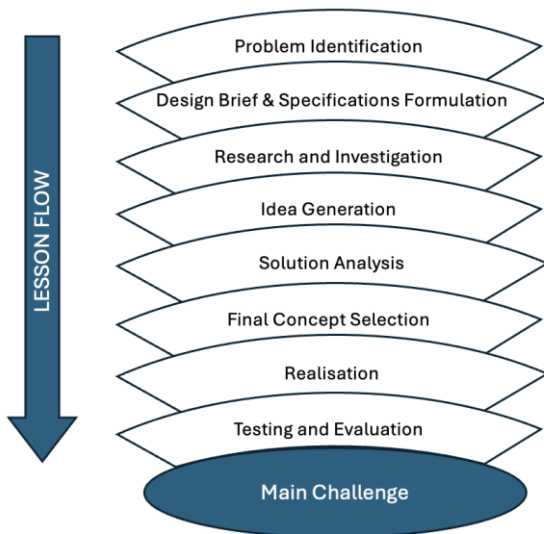 LESSON FLOW
Problem Identification
Design Brief & Specifications Formulation
Research and Investigation
Idea Generation
Solution Analysis
Final Concept Selection
Realisation
Testing and Evaluation
Main Challenge